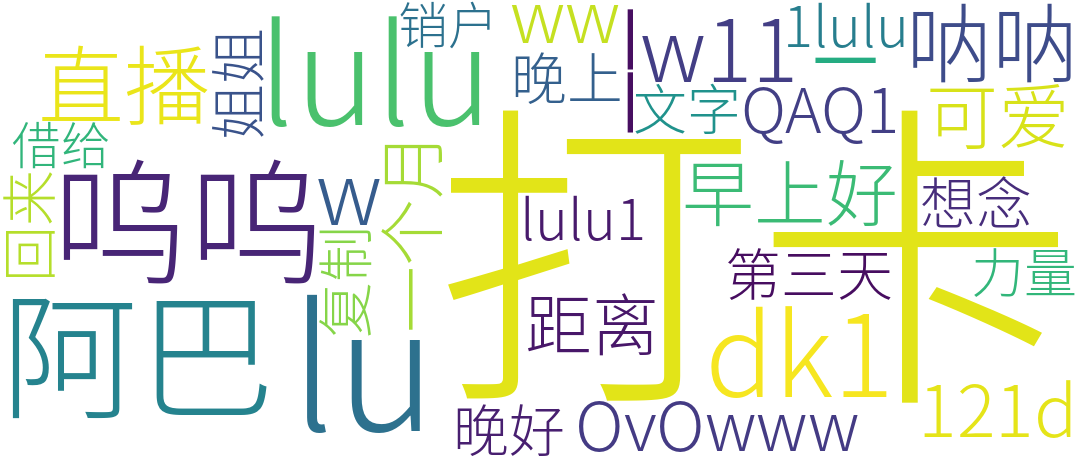 直播
姐姐
lulu
销户
ww
晚上
lw11
一
1lulu
呐呐
文字
QAQ1
可爱
借给
回来
呜呜
w
一个月
复制
lulu1
打卡
早上好
想念
第三天
力量
阿巴
lu
距离
dk1
晚好
OvOwww
121d